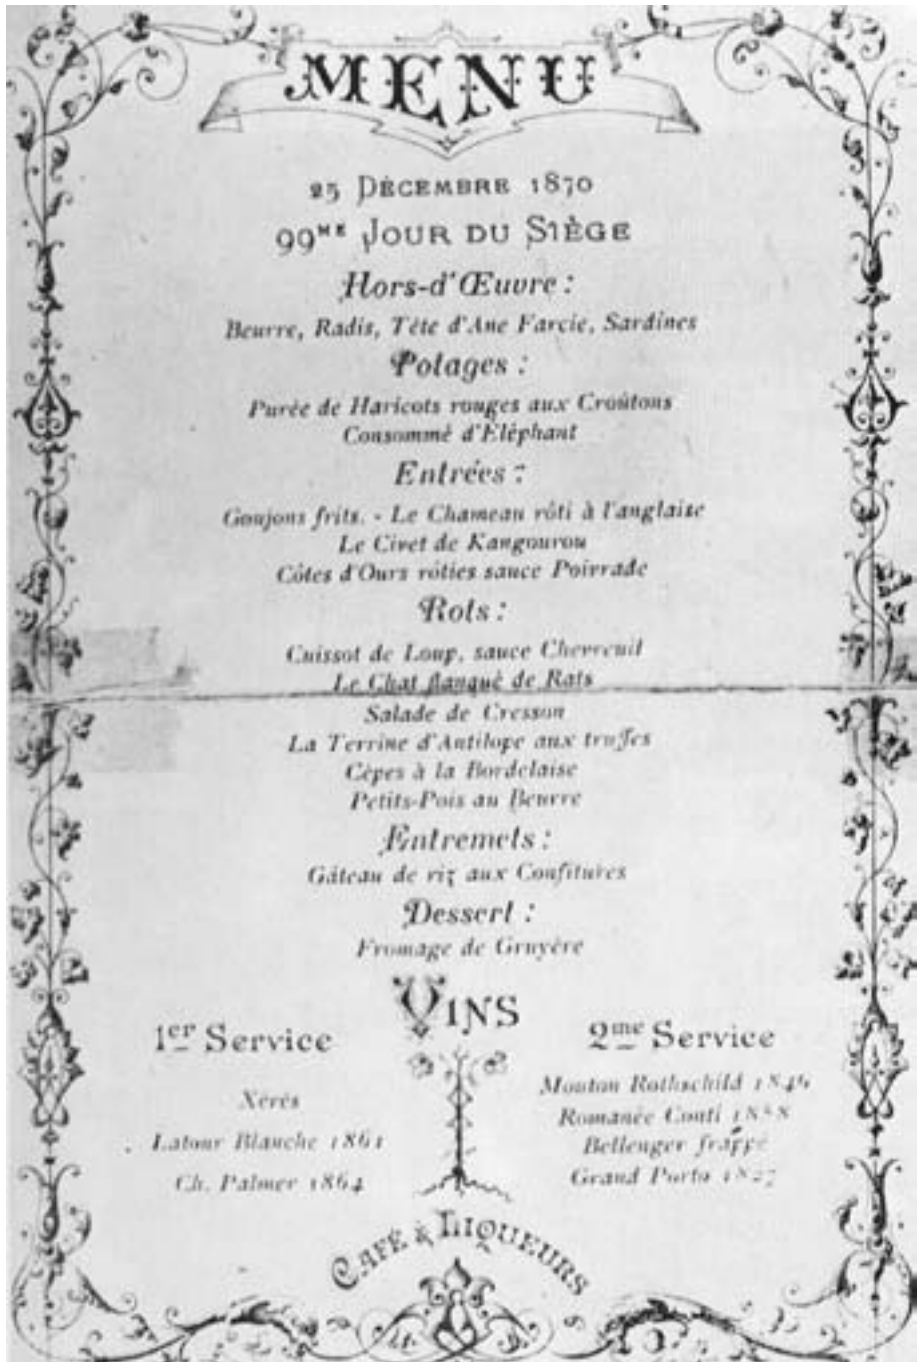 MENU
25 DÉCEMBRE 1870
99ME JOUR DU SIÈGE
Hors-d'Œuvre :
Beurre, Radis, Tête d'Ane Farcie, Sardines
Potages :
Purée de Haricots rouges aux Croûtons
Consommé d'Éléphant
Entrées :
Goujons frits. - Le Chameau rôti à l'anglaise
Le Civet de Kangourou
Côtes d'Ours rôties sauce Poivrade
Rots :
Cuissot de Loup, sauce Chevreuil
Le Chat flanqué de Rats
Salade de Cresson
La Terrine d'Antilope aux truffes
Cèpes à la Bordelaise
Petits-Pois au Beurre
Entremets :
Gâteau de riz aux Confitures
Dessert :
Fromage de Gruyère
VINS
1er Service
Xérès
Latour Blanche 1861
Ch. Palmer 1864
2me Service
Mouton Rothschild 1846
Romanée Conti
Bellenger frappé
Grand Porto 1827
CAFÉ & LIQUEURS